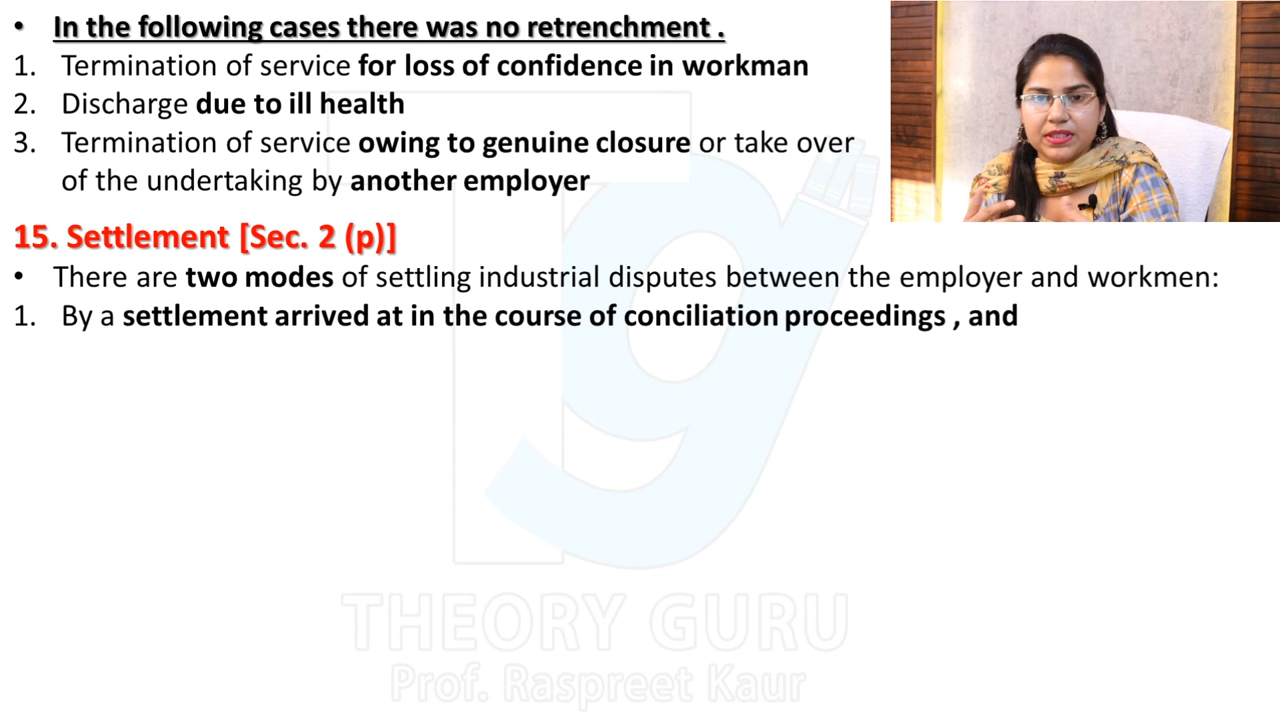 • In the following cases there was no retrenchment .
1. Termination of service for loss of confidence in workman
2. Discharge due to ill health
3. Termination of service owing to genuine closure or take over
of the undertaking by another employer
15. Settlement [Sec. 2 (p)]
• There are two modes of settling industrial disputes between the employer and workmen:
1. By a settlement arrived at in the course of conciliation proceedings , and
THEORY GURU
Prof. Raspreet Kaur